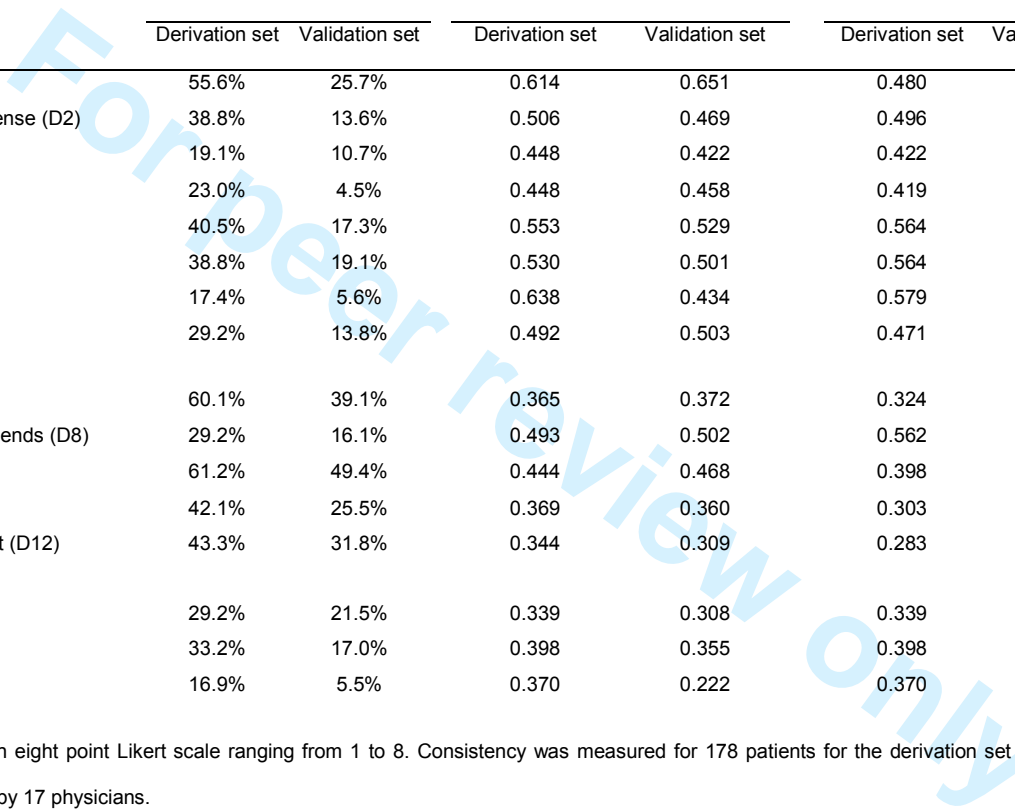 Derivation set Validation set Derivation set Validation set Derivation set Va
55.6% 25.7% 0.614 0.651 0.480
ense (D2) 38.8% 13.6% 0.506 0.469 0.496
19.1% 10.7% 0.448 0.422 0.422
23.0% 4.5% 0.448 0.458 0.419
40.5% 17.3% 0.553 0.529 0.564
38.8% 19.1% 0.530 0.501 0.564
17.4% 5.6% 0.638 0.434 0.579
29.2% 13.8% 0.492 0.503 0.471
60.1% 39.1% 0.365 0.372 0.324
ends (D8) 29.2% 16.1% 0.493 0.502 0.562
61.2% 49.4% 0.444 0.468 0.398
42.1% 25.5% 0.369 0.360 0.303
t (D12) 43.3% 31.8% 0.344 0.309 0.283
29.2% 21.5% 0.339 0.308 0.339
33.2% 17.0% 0.398 0.355 0.398
16.9% 5.5% 0.370 0.222 0.370
n eight point Likert scale ranging from 1 to 8. Consistency was measured for 178 patients for the derivation set
by 17 physicians.
For peer review only